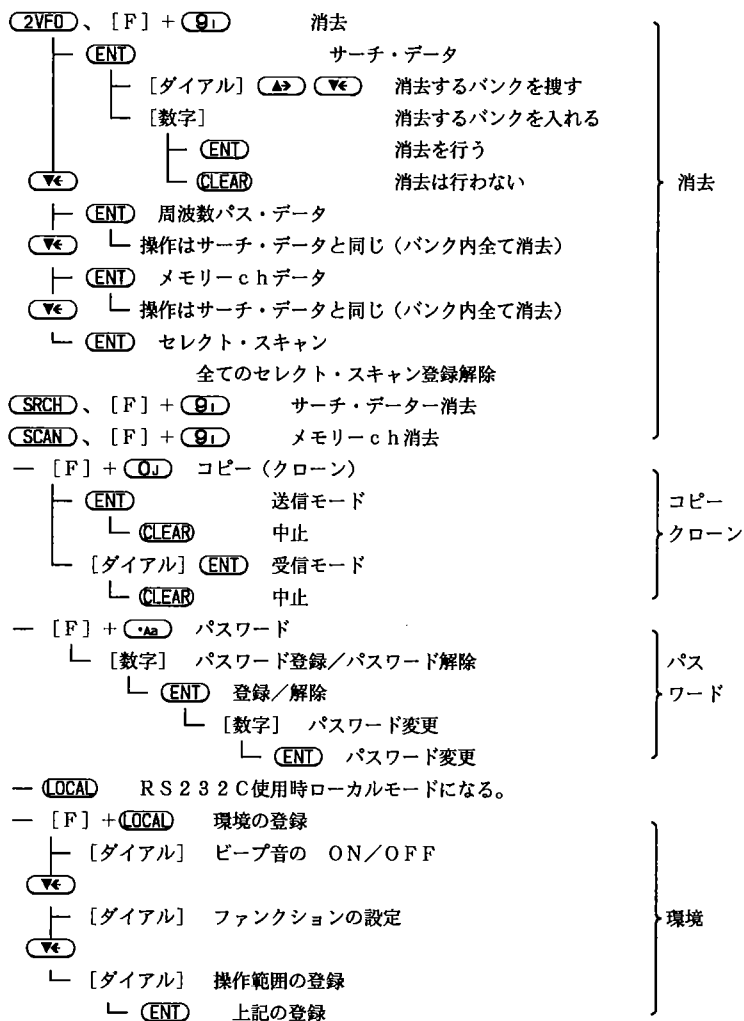 2VFO、[F]+9I 消去
ENT サーチ・データ
[ダイアル] ▲→ ▼← 消去するバンクを捜す
[数字] 消去するバンクを入れる
ENT 消去を行う
▼← CLEAR 消去は行わない 消去
ENT 周波数パス・データ
▼← 操作はサーチ・データと同じ(バンク内全て消去)
ENT メモリーchデータ
▼← 操作はサーチ・データと同じ(バンク内全て消去)
ENT セレクト・スキャン
全てのセレクト・スキャン登録解除
SRCH、[F]+9I サーチ・データー消去
SCAN、[F]+9I メモリーch消去
— [F]+0J コピー(クローン)
ENT 送信モード コピー
CLEAR 中止 クローン
[ダイアル] ENT 受信モード
CLEAR 中止
— [F]+・Aa パスワード
[数字] パスワード登録/パスワード解除 パス
ENT 登録/解除 ワード
[数字] パスワード変更
ENT パスワード変更
— LOCAL RS232C使用時ローカルモードになる。
— [F]+LOCAL 環境の登録
[ダイアル] ビープ音の ON/OFF
▼←
[ダイアル] ファンクションの設定 環境
▼←
[ダイアル] 操作範囲の登録
ENT 上記の登録